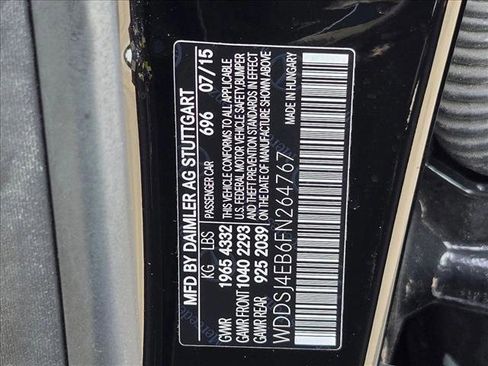 MFD BY DAIMLER AG STUTTGART
PASSENGER CAR 696 07/15
KG LBS
GVWR 1965 4332
GAWR FRONT 1040 2293
GAWR REAR 925 2039
THIS VEHICLE CONFORMS TO ALL APPLICABLE
U.S. FEDERAL MOTOR VEHICLE SAFETY, BUMPER
AND THEFT PREVENTION STANDARDS IN EFFECT
ON THE DATE OF MANUFACTURE SHOWN ABOVE
WDDSJ4EB6FN264767
MADE IN HUNGARY